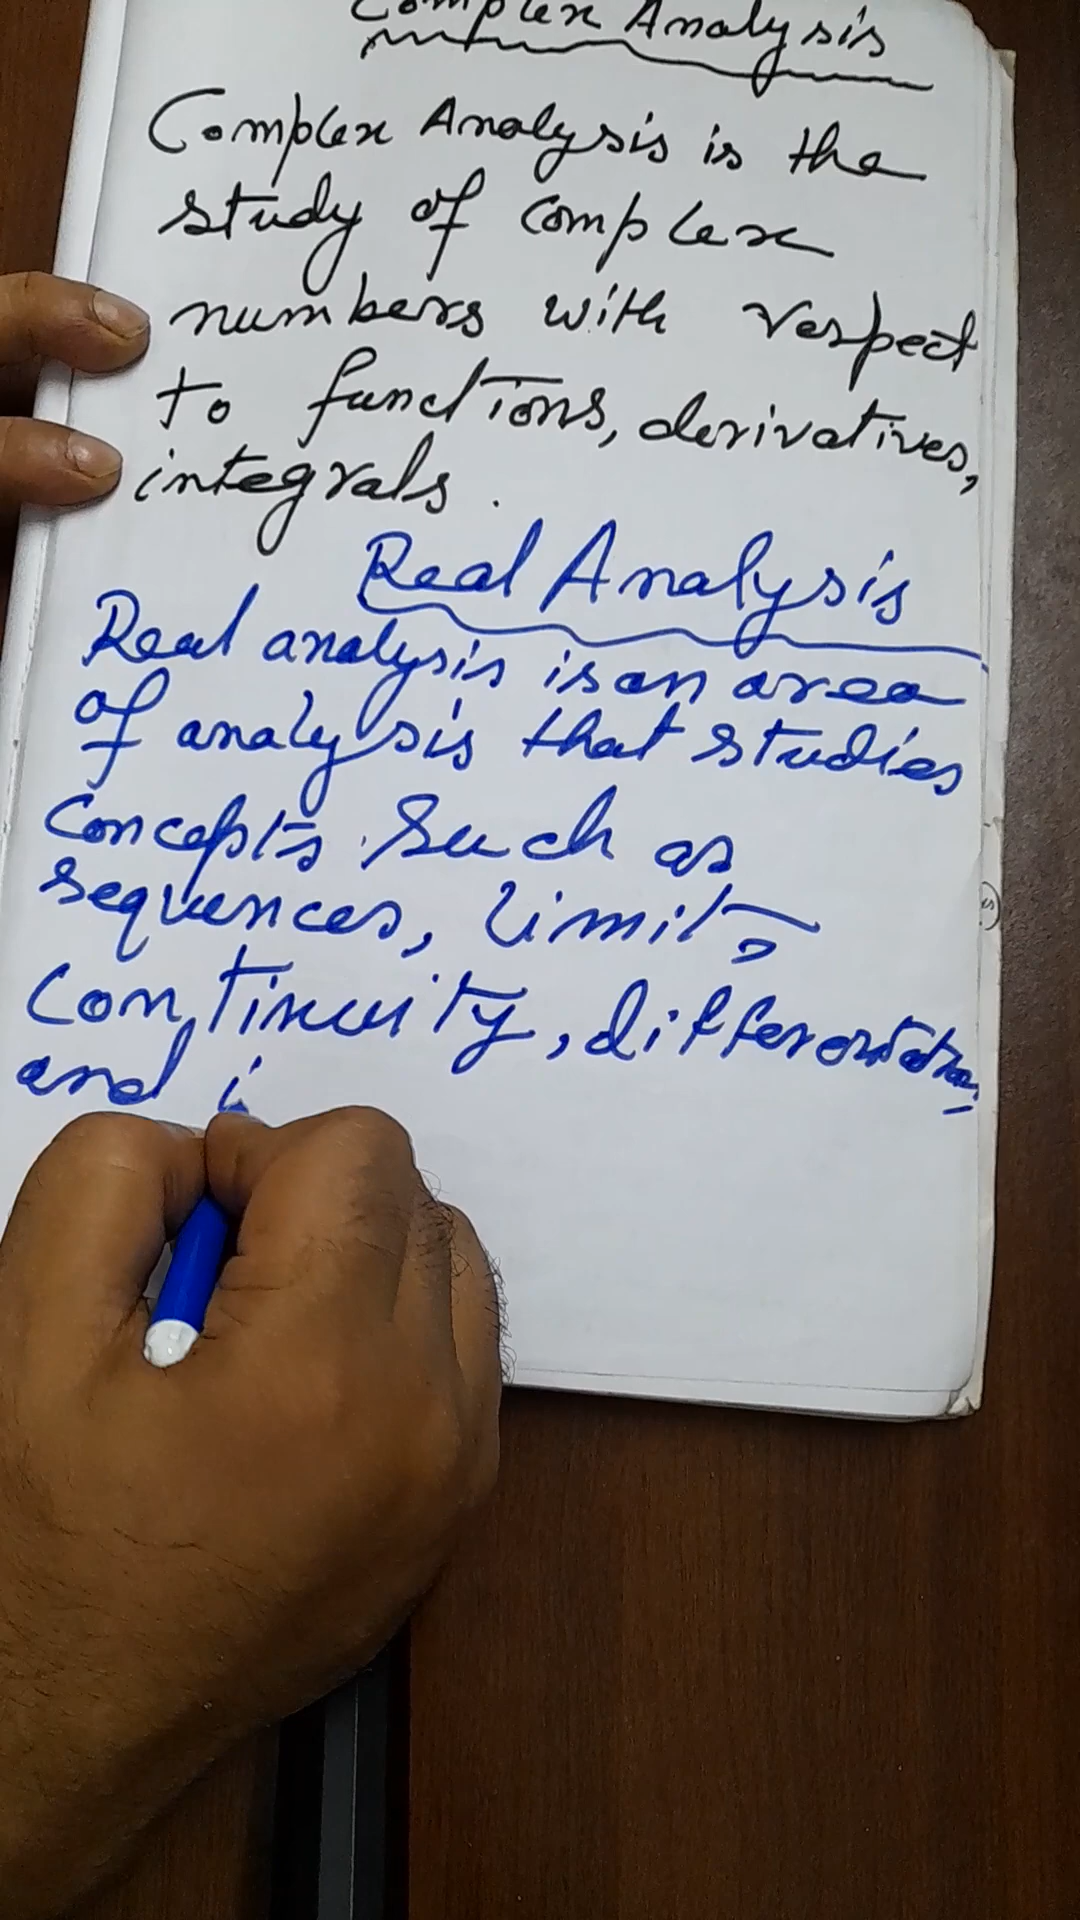 Complex Analysis
Complex Analysis is the
study of complex
numbers with respect
to functions, derivatives,
integrals.
Real Analysis
Real analysis is an area
of analysis that studies
Concepts such as
sequences, limits,
continuity, differentiation,
and i